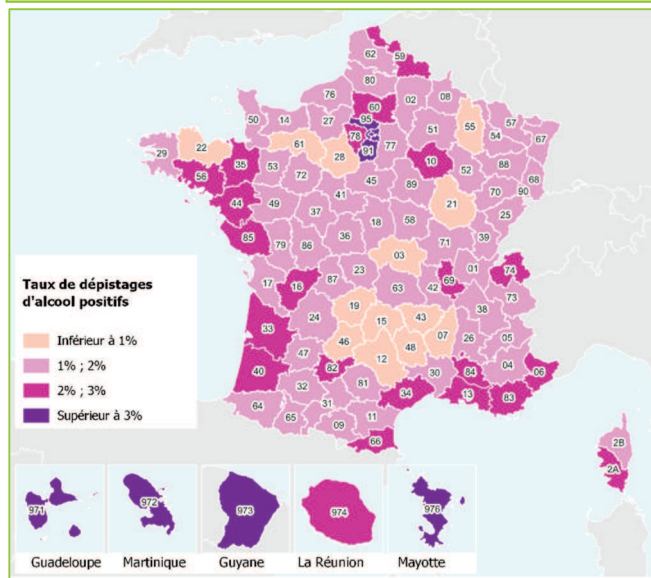 62 59
80
76 02 08
50 14 27 60 95 51 55 57
54 67
29 22 61 78 91 77
28 10 88 68
56 35 53 72 45 52
41 89 70 90
44 49 37 21 25
18 58
85 79 86 36 71 39
03
Taux de dépistages
d'alcool positifs
17 16 87 23 63 42 69 01 74
19 38 73
Inférieur à 1%
24 15 43
1% ; 2%
33 46 48 07 26 05
2% ; 3%
40 47 12
Supérieur à 3%
82 30 84 04 06
32 81 34 13 83
64 65 31 11
09 66
2B
2A
971 972 973 974 976
Guadeloupe Martinique Guyane La Réunion Mayotte